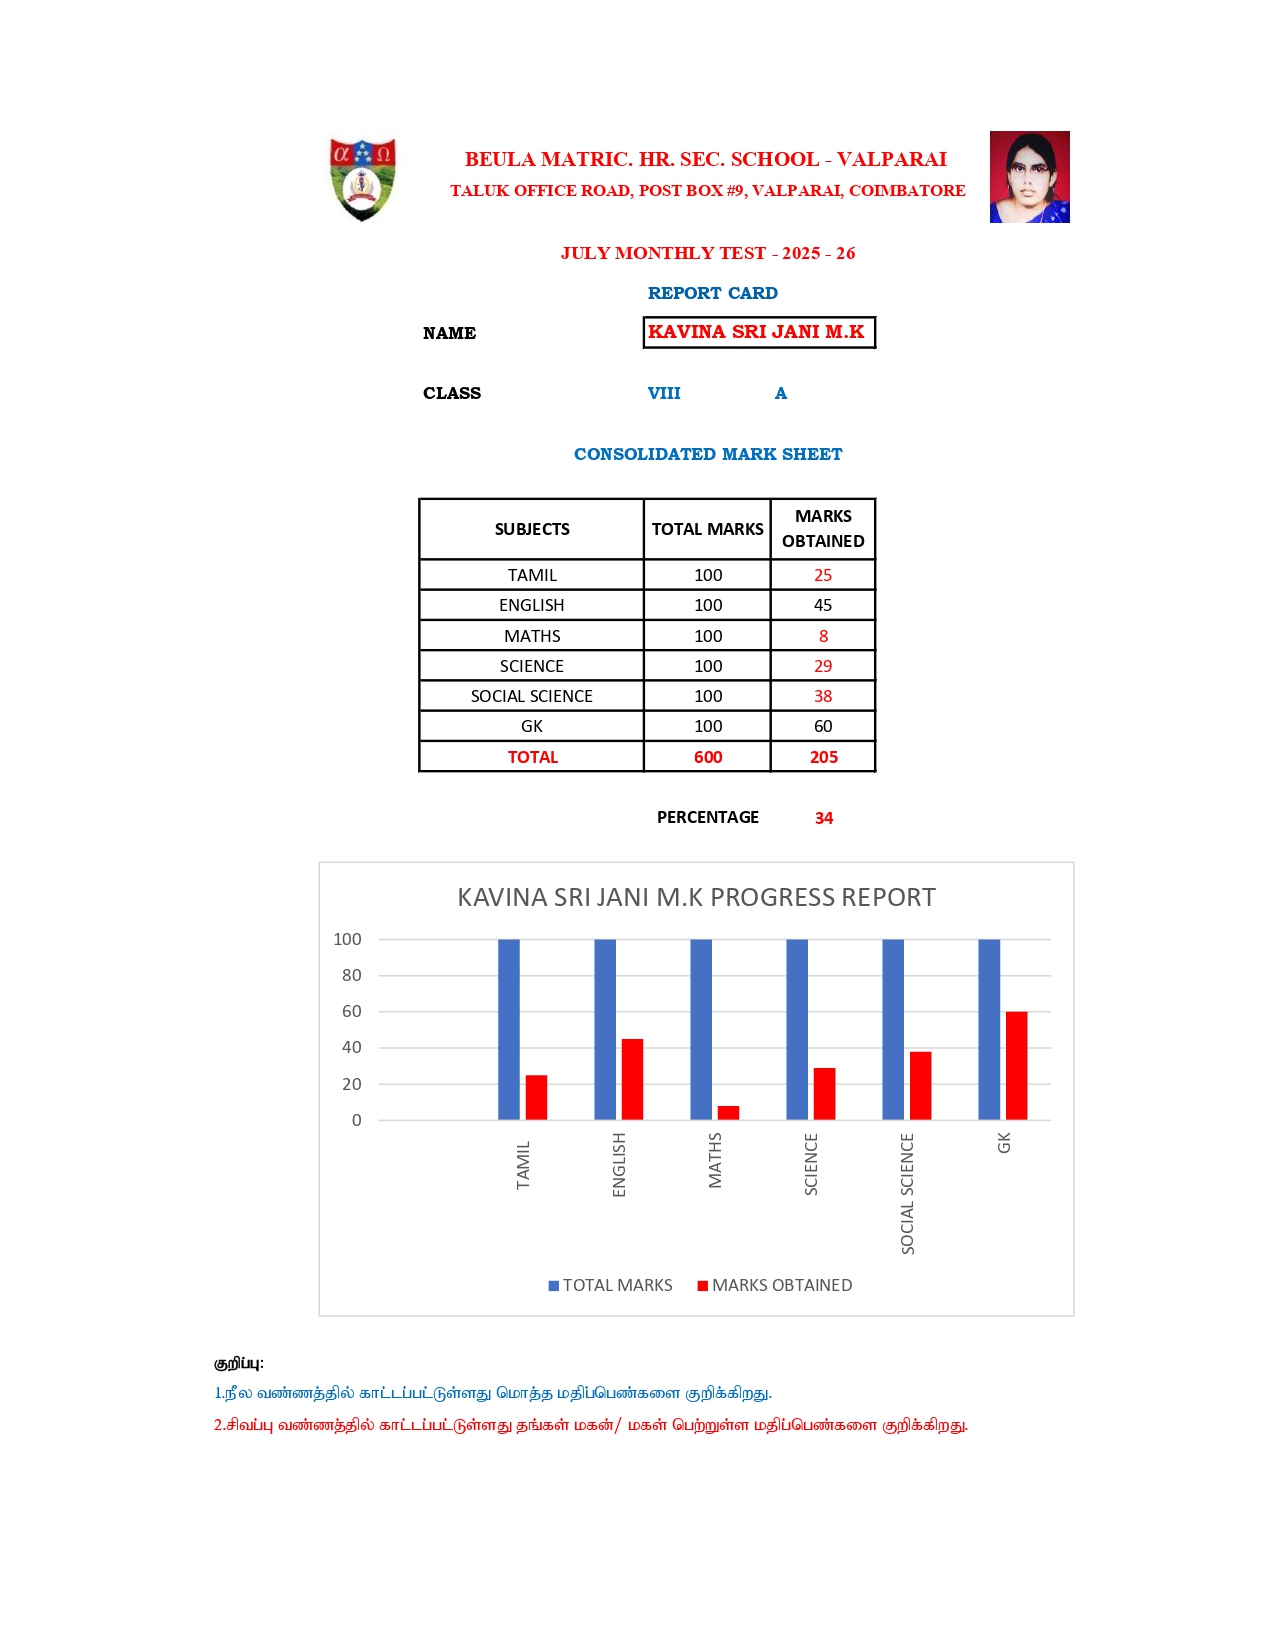 α Ω
BEULA MATRIC. HR. SEC. SCHOOL - VALPARAI
TALUK OFFICE ROAD, POST BOX #9, VALPARAI, COIMBATORE
JULY MONTHLY TEST - 2025 - 26
REPORT CARD
NAME KAVINA SRI JANI M.K
CLASS VIII A
CONSOLIDATED MARK SHEET
SUBJECTS TOTAL MARKS MARKS OBTAINED
TAMIL 100 25
ENGLISH 100 45
MATHS 100 8
SCIENCE 100 29
SOCIAL SCIENCE 100 38
GK 100 60
TOTAL 600 205
PERCENTAGE 34
KAVINA SRI JANI M.K PROGRESS REPORT
100
80
60
40
20
0
TAMIL ENGLISH MATHS SCIENCE SOCIAL SCIENCE GK
TOTAL MARKS MARKS OBTAINED
குறிப்பு:
1.நீல வண்ணத்தில் காட்டப்பட்டுள்ளது மொத்த மதிப்பெண்களை குறிக்கிறது.
2.சிவப்பு வண்ணத்தில் காட்டப்பட்டுள்ளது தங்கள் மகன்/ மகள் பெற்றுள்ள மதிப்பெண்களை குறிக்கிறது.